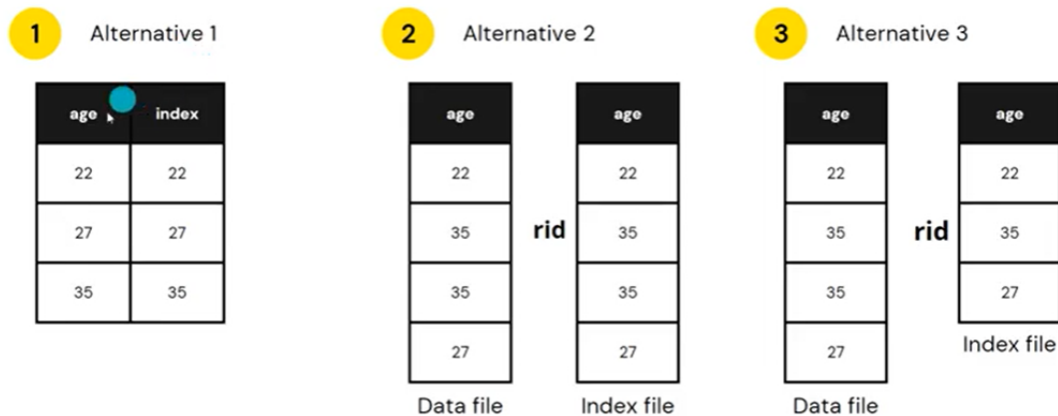 1 Alternative 1
age index
22 22
27 27
35 35
2 Alternative 2
age age
22 22
35 rid 35
35 35
27 27
Data file Index file
3 Alternative 3
age age
22 22
35 rid 35
35 27
27
Index file
Data file